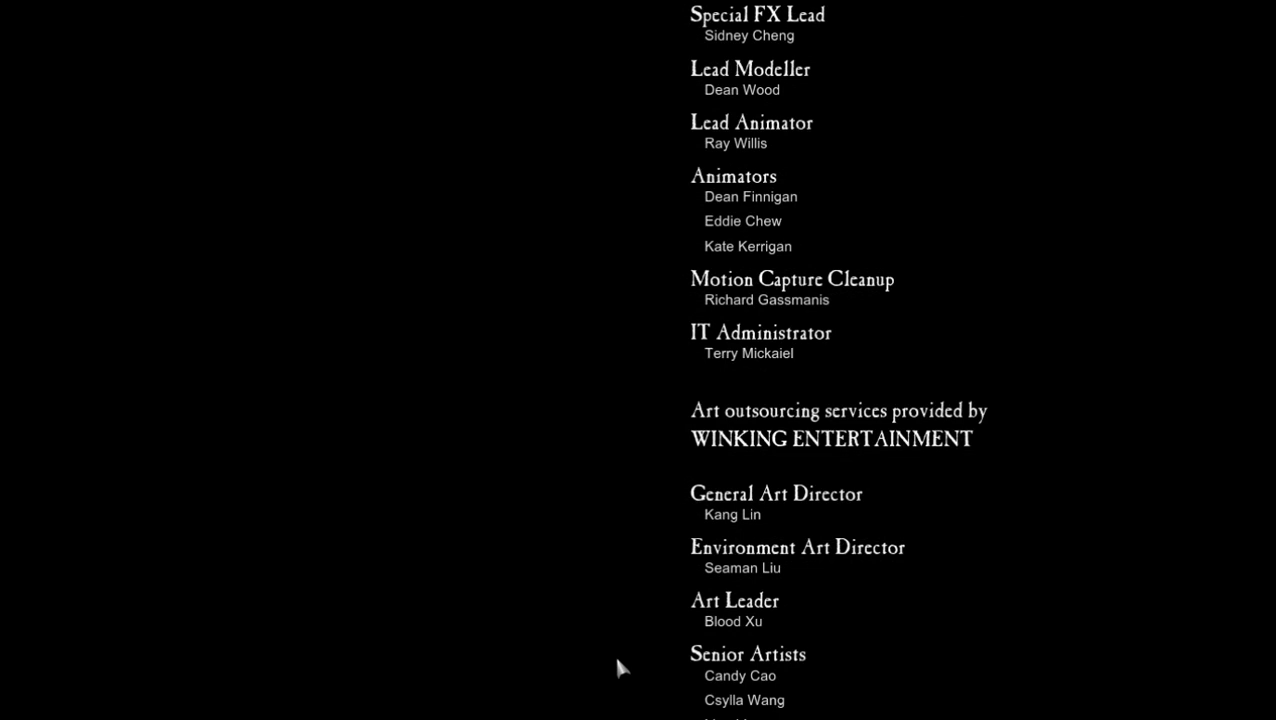 Special FX Lead
Sidney Cheng
Lead Modeller
Dean Wood
Lead Animator
Ray Willis
Animators
Dean Finnigan
Eddie Chew
Kate Kerrigan
Motion Capture Cleanup
Richard Gassmanis
IT Administrator
Terry Mickaiel
Art outsourcing services provided by
WINKING ENTERTAINMENT
General Art Director
Kang Lin
Environment Art Director
Seaman Liu
Art Leader
Blood Xu
Senior Artists
Candy Cao
Csylla Wang